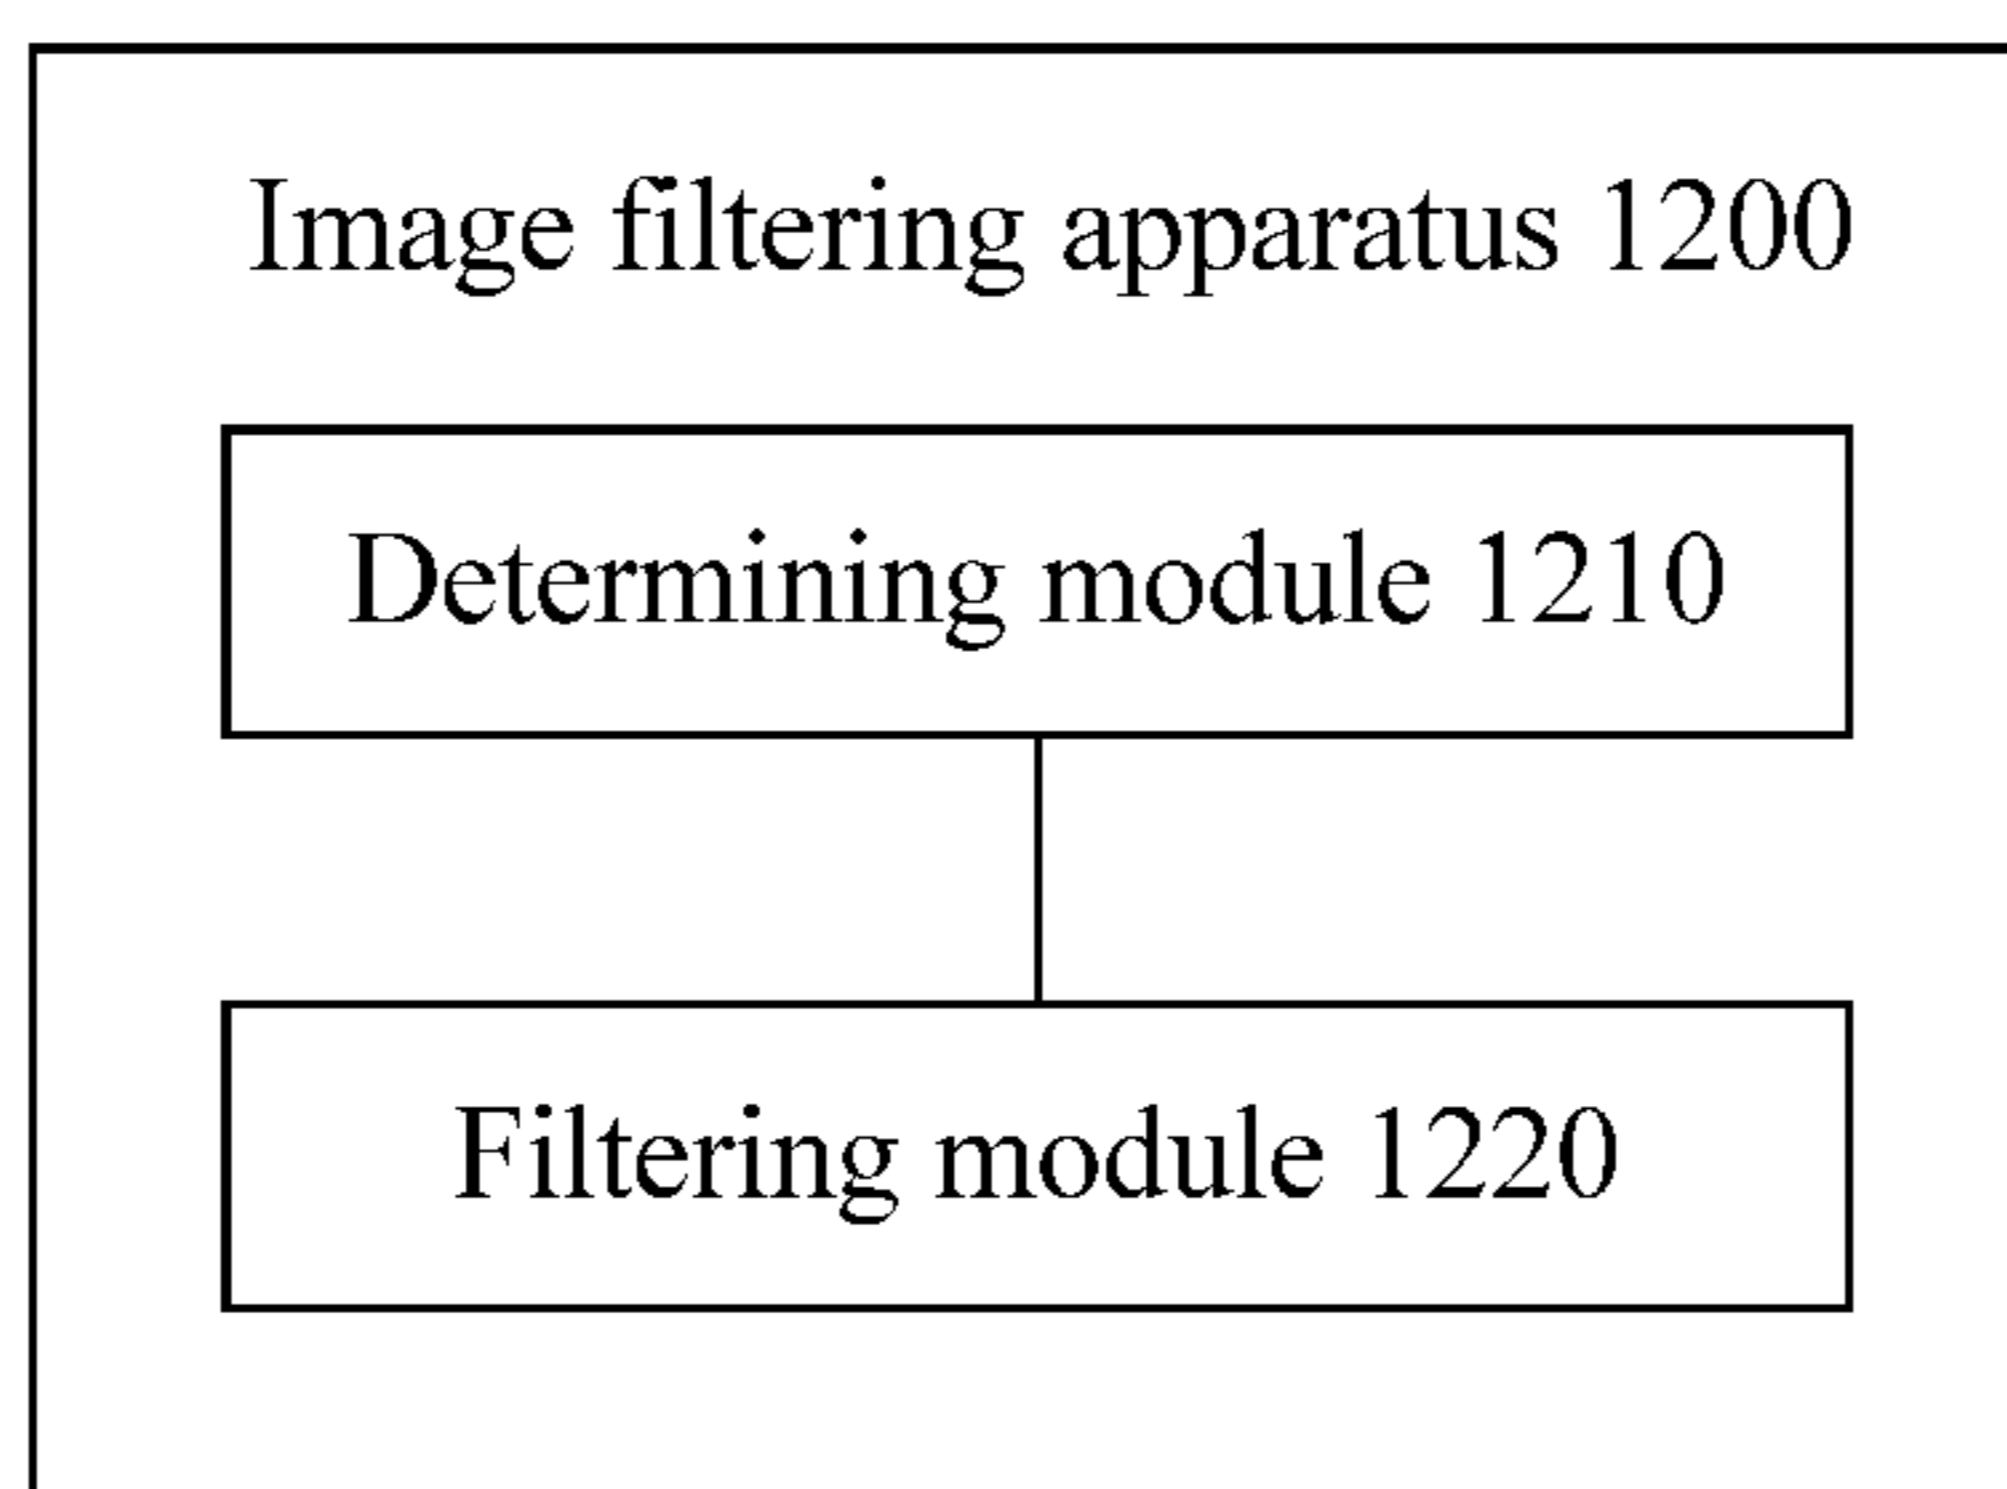 Image filtering apparatus 1200
Determining module 1210
Filtering module 1220